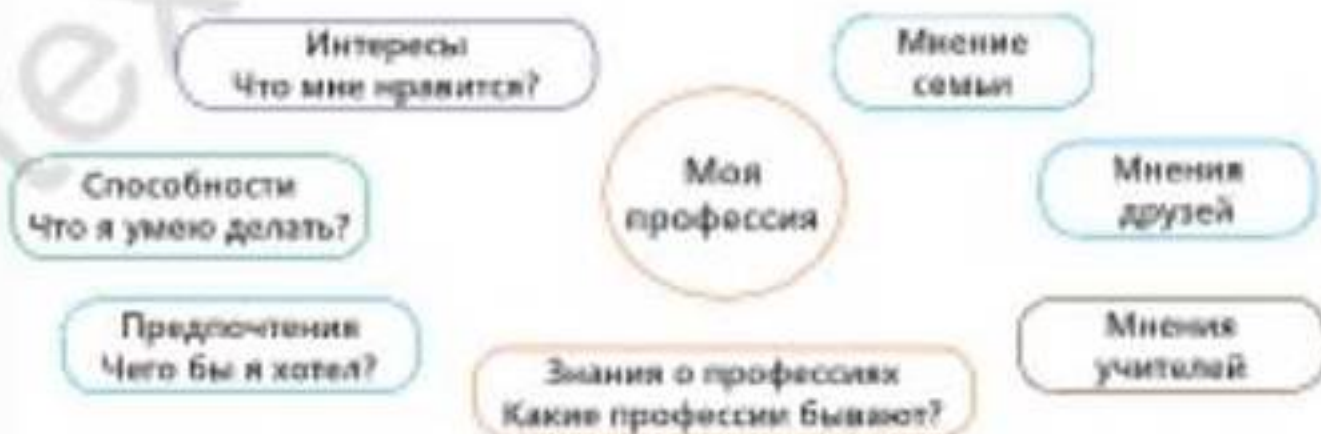 Интересы
Что мне нравится?
Мнение
семьи
Моя
профессия
Способности
Что я умею делать?
Мнения
друзей
Предпочтения
Чего бы я хотел?
Знания о профессиях
Какие профессии бывают?
Мнения
учителей